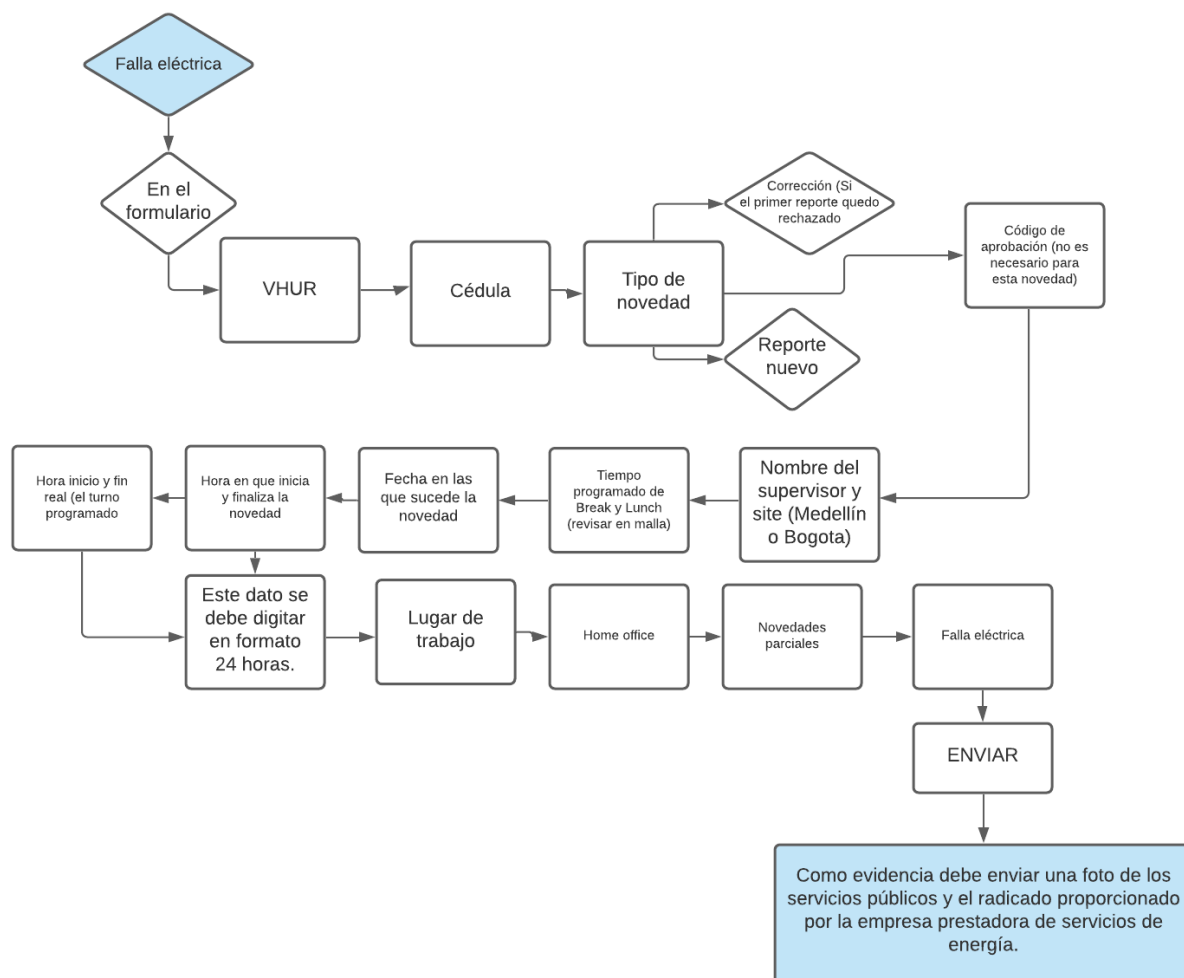 Falla eléctrica
En el
formulario
VHUR
Cédula
Tipo de
novedad
Corrección (Si
el primer reporte quedo
rechazado
Reporte
nuevo
Código de
aprobación (no es
necesario para
esta novedad)
Nombre del
supervisor y
site (Medellín
o Bogota)
Tiempo
programado de
Break y Lunch
(revisar en malla)
Fecha en las
que sucede la
novedad
Hora en que inicia
y finaliza la
novedad
Hora inicio y fin
real (el turno
programado
Este dato se
debe digitar
en formato
24 horas.
Lugar de
trabajo
Home office
Novedades
parciales
Falla eléctrica
ENVIAR
Como evidencia debe enviar una foto de los
servicios públicos y el radicado proporcionado
por la empresa prestadora de servicios de
energía.